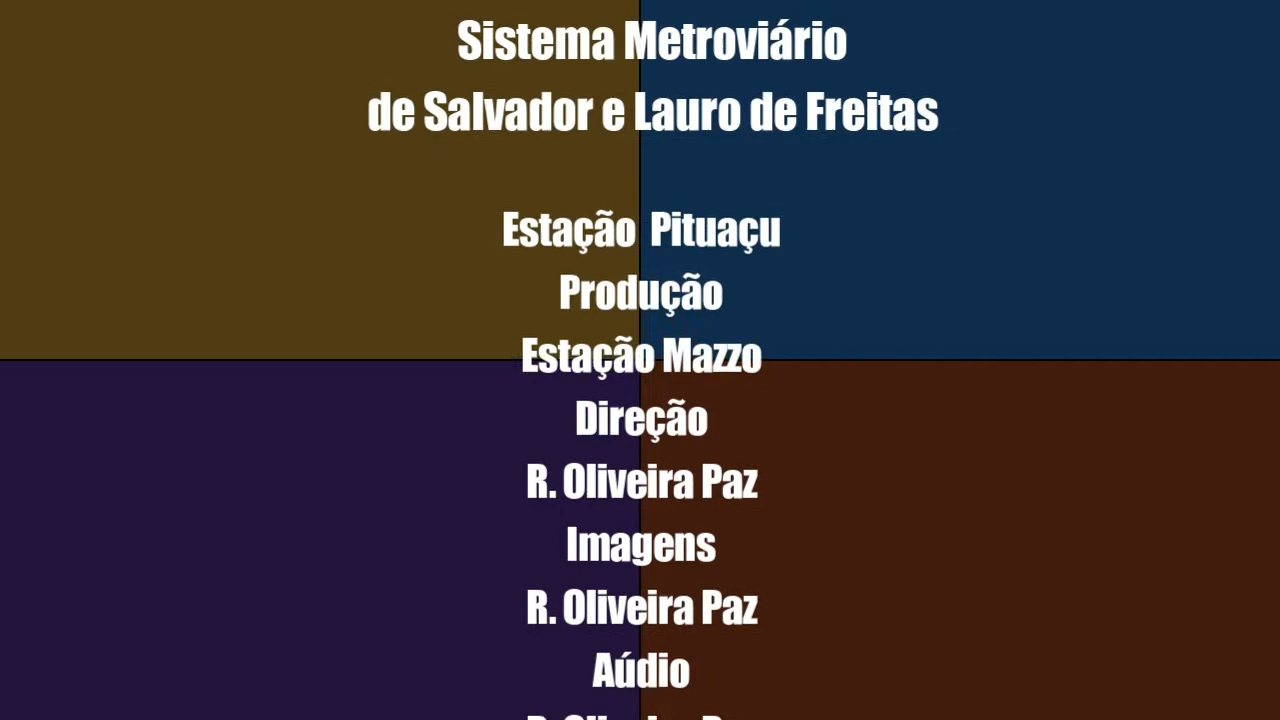 Sistema Metroviário
de Salvador e Lauro de Freitas
Estação Pituaçu
Produção
Estação Mazzo
Direção
R. Oliveira Paz
Imagens
R. Oliveira Paz
Aúdio